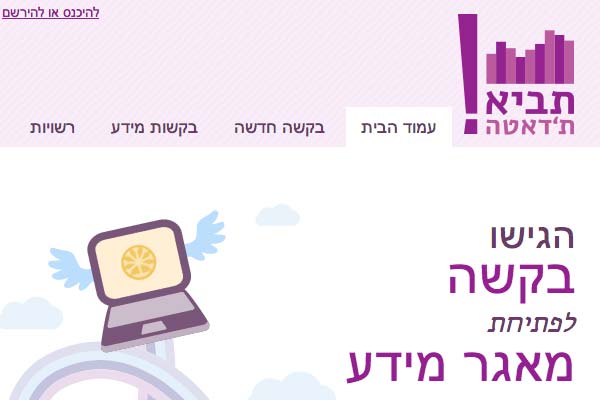 להיכנס או להירשם
תביא!
ת'דאטה
עמוד הבית
בקשה חדשה
בקשות מידע
רשויות
הגישו
בקשה
לפתיחת
מאגר מידע